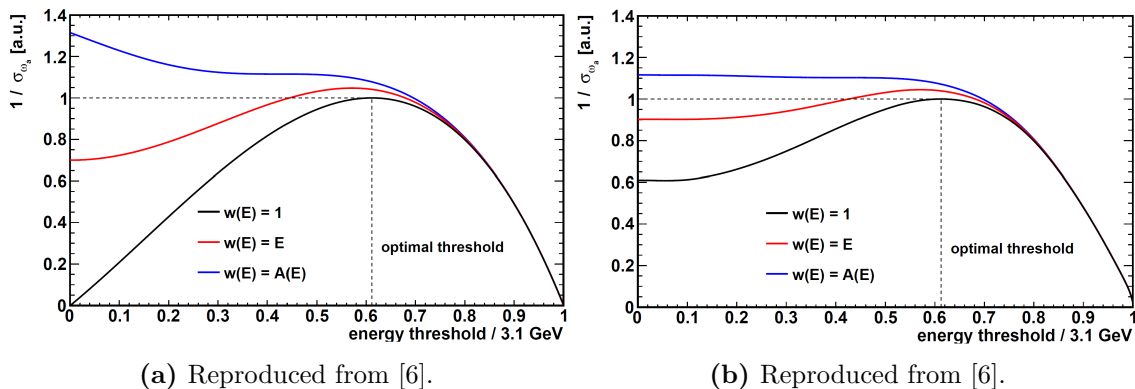 1 / σωₐ [a.u.]
1.4
1.2
1
0.8
0.6
0.4
0.2
0
w(E) = 1
w(E) = E
w(E) = A(E)
optimal threshold
0 0.1 0.2 0.3 0.4 0.5 0.6 0.7 0.8 0.9 1
energy threshold / 3.1 GeV
(a) Reproduced from [6].
1 / σωₐ [a.u.]
1.4
1.2
1
0.8
0.6
0.4
0.2
0
w(E) = 1
w(E) = E
w(E) = A(E)
optimal threshold
0 0.1 0.2 0.3 0.4 0.5 0.6 0.7 0.8 0.9 1
energy threshold / 3.1 GeV
(b) Reproduced from [6].